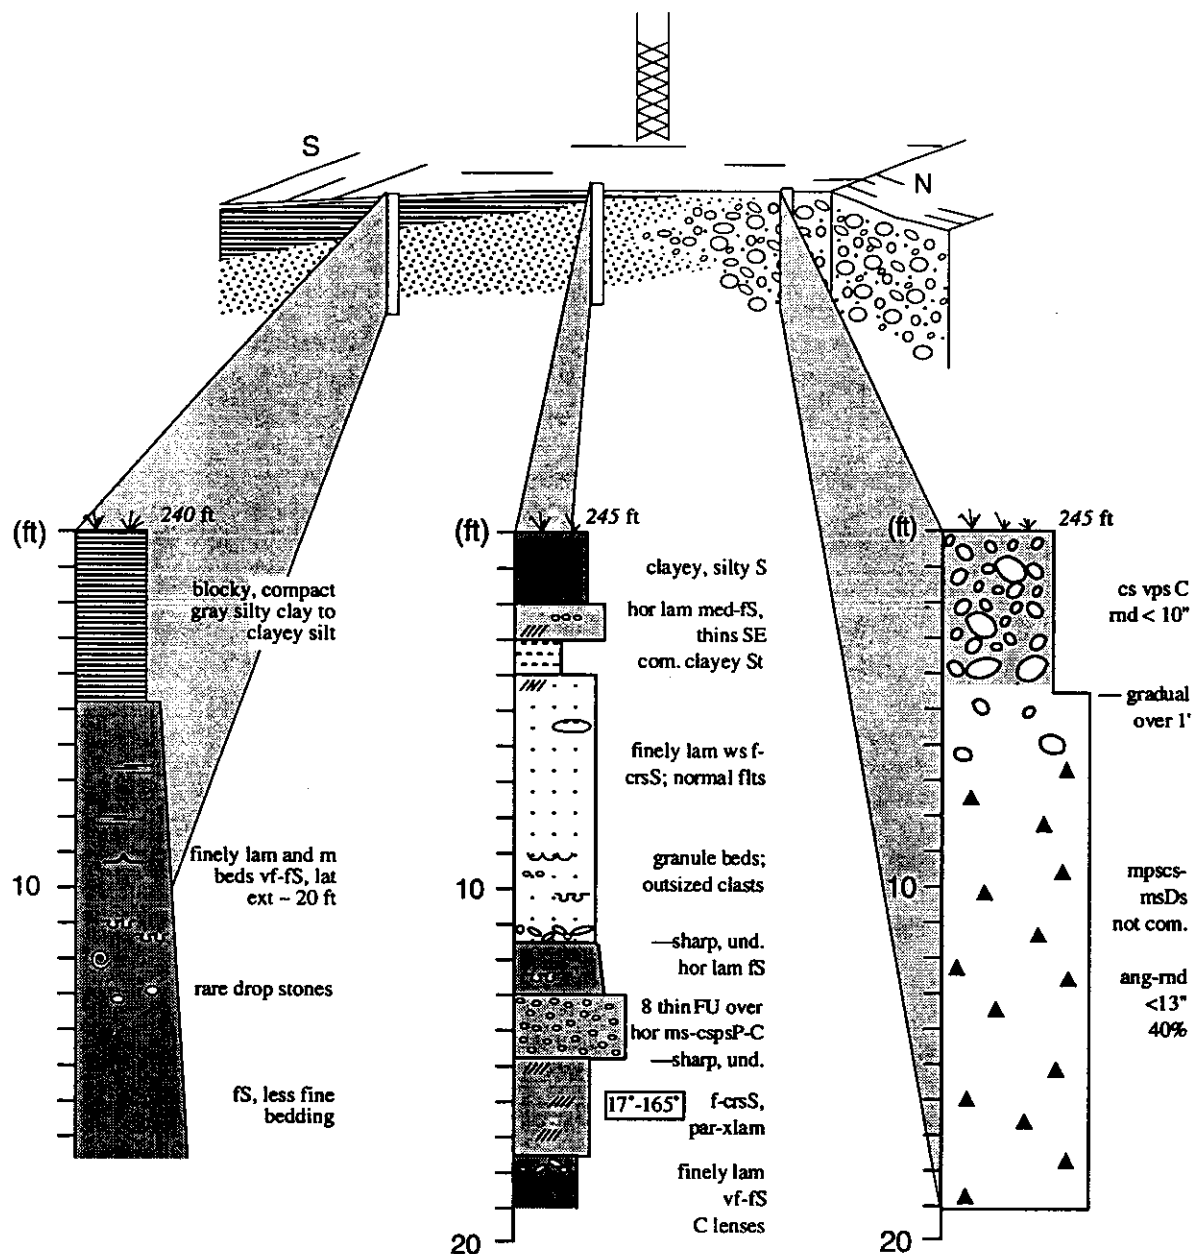 S
N
(ft)
240 ft
blocky, compact
gray silty clay to
clayey silt
10
finely lam and m
beds vf-fS, lat
ext ~ 20 ft
rare drop stones
fS, less fine
bedding
(ft)
245 ft
clayey, silty S
hor lam med-fS,
thins SE
com. clayey St
finely lam ws f-
crsS; normal flts
10
granule beds;
outsized clasts
—sharp, und.
hor lam fS
8 thin FU over
hor ms-cspsP-C
—sharp, und.
17°-165°
f-crsS,
par-xlam
finely lam
vf-fS
C lenses
20
(ft)
245 ft
cs vps C
rnd < 10"
— gradual
over 1'
10
mpscs-
msDs
not com.
ang-rnd
<13"
40%
20